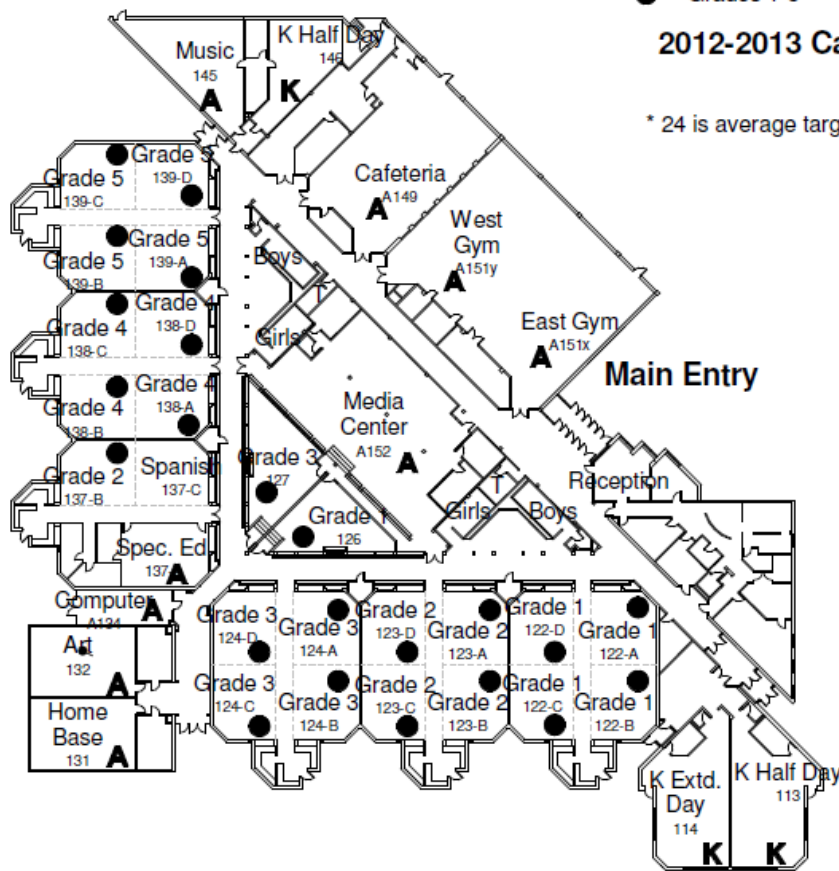 2012-2013 Ca
* 24 is average targ
Music
145
A
K Half Day
146
K
Cafeteria
A149
A
West
Gym
A151y
A
East Gym
A151x
A
Main Entry
Grade 5
139-D
Grade 5
139-C
Grade 5
139-A
Grade 5
139-B
Grade 4
138-D
Grade 4
138-C
Grade 4
138-A
Grade 4
138-B
Grade 2
137-B
Spanish
137-C
Spec. Ed
137
A
Boys
T
Girls
Media
Center
A152
A
Grade 3
127
Grade 1
126
Girls
T
Boys
Reception
Computer
A134
A
Art
132
A
Home
Base
131
A
Grade 3
124-D
Grade 3
124-A
Grade 3
124-C
Grade 3
124-B
Grade 2
123-D
Grade 2
123-A
Grade 2
123-C
Grade 2
123-B
Grade 1
122-D
Grade 1
122-A
Grade 1
122-C
Grade 1
122-B
K Extd.
Day
114
K
K Half Day
113
K